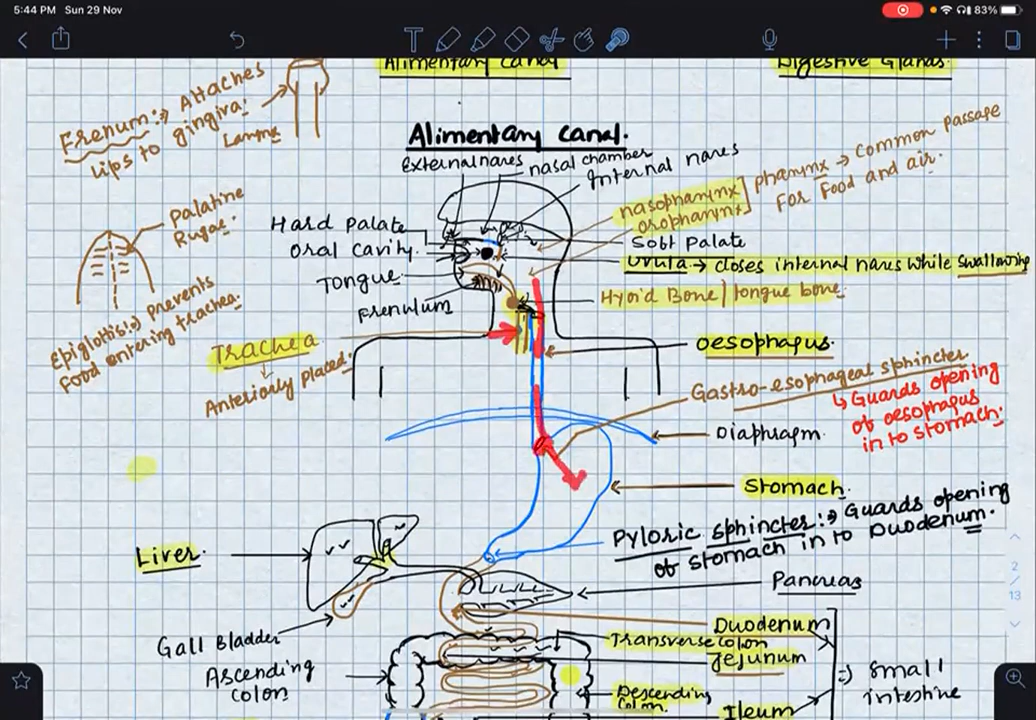 5:44 PM Sun 29 Nov
83%
Alimentary Canal
Digestive Glands
Frenum:→ Attaches
Lips to gingiva.
Larynx
Alimentary Canal.
External nares
nasal chamber
Internal nares
nasopharynx
oropharynx
pharynx → Common Passage
For Food and air.
Palatine
Rugae
Hard Palate
Soft Palate
Oral Cavity
Uvula → closes internal nares while swallowing
Tongue
Frenulum
Hyoid Bone/tongue bone
Epiglottis:→ Prevents
Food entering trachea.
Trachea
Anteriorly placed.
oesophagus
Gastro-esophageal sphincter
Guards opening
of oesophagus
in to stomach.
Diaphragm
Stomach
Liver
Pyloric sphincter:→ Guards opening
of stomach in to Duodenum.
Pancreas
Gall Bladder
Duodenum
Transverse colon
Jejunum
Ascending
colon
Descending
colon
Ileum
:) small
intestine
2
/
13